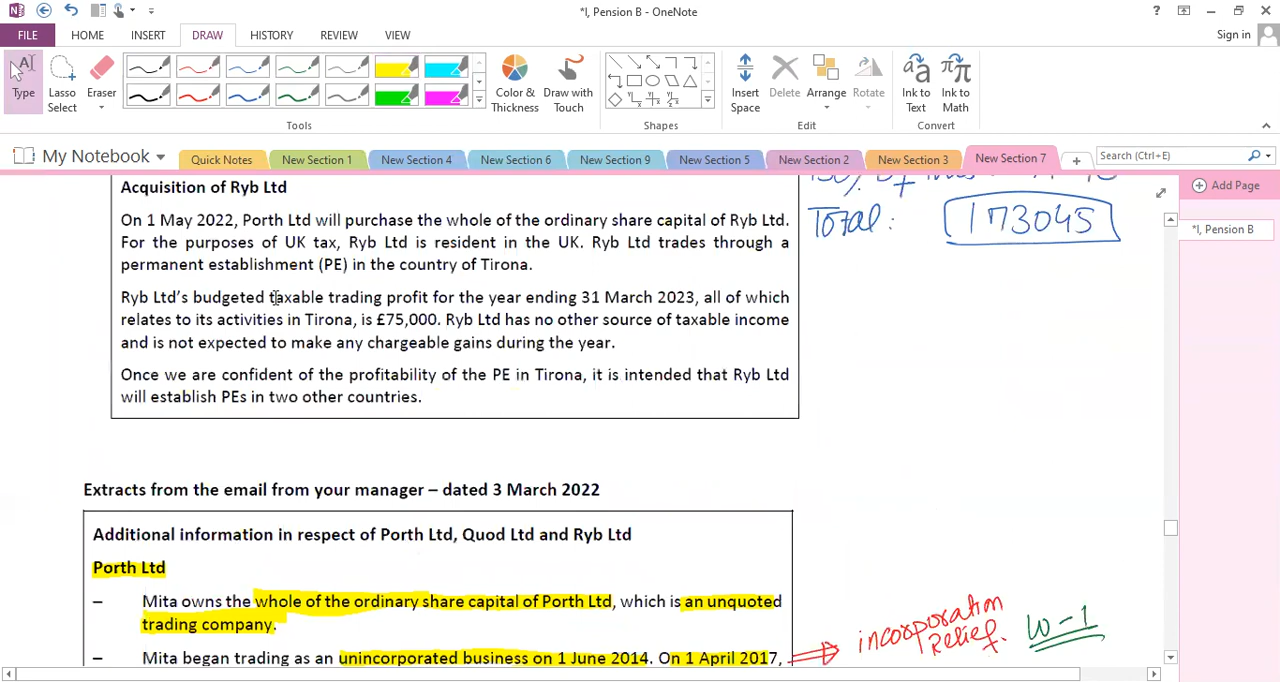 *I, Pension B - OneNote
?
FILE HOME INSERT DRAW HISTORY REVIEW VIEW
Sign in
Type
Lasso Select
Eraser
Color & Thickness
Draw with Touch
Insert Space
Delete
Arrange
Rotate
Ink to Text
Ink to Math
Tools Shapes Edit Convert
My Notebook Quick Notes New Section 1 New Section 4 New Section 6 New Section 9 New Section 5 New Section 2 New Section 3 New Section 7 Search (Ctrl+E)
Add Page
*I, Pension B
Acquisition of Ryb Ltd
Total: 173045
On 1 May 2022, Porth Ltd will purchase the whole of the ordinary share capital of Ryb Ltd.
For the purposes of UK tax, Ryb Ltd is resident in the UK. Ryb Ltd trades through a
permanent establishment (PE) in the country of Tirona.
Ryb Ltd's budgeted taxable trading profit for the year ending 31 March 2023, all of which
relates to its activities in Tirona, is £75,000. Ryb Ltd has no other source of taxable income
and is not expected to make any chargeable gains during the year.
Once we are confident of the profitability of the PE in Tirona, it is intended that Ryb Ltd
will establish PEs in two other countries.
Extracts from the email from your manager – dated 3 March 2022
Additional information in respect of Porth Ltd, Quod Ltd and Ryb Ltd
Porth Ltd
– Mita owns the whole of the ordinary share capital of Porth Ltd, which is an unquoted
trading company.
– Mita began trading as an unincorporated business on 1 June 2014. On 1 April 2017,
incorporation
relief.
W-1